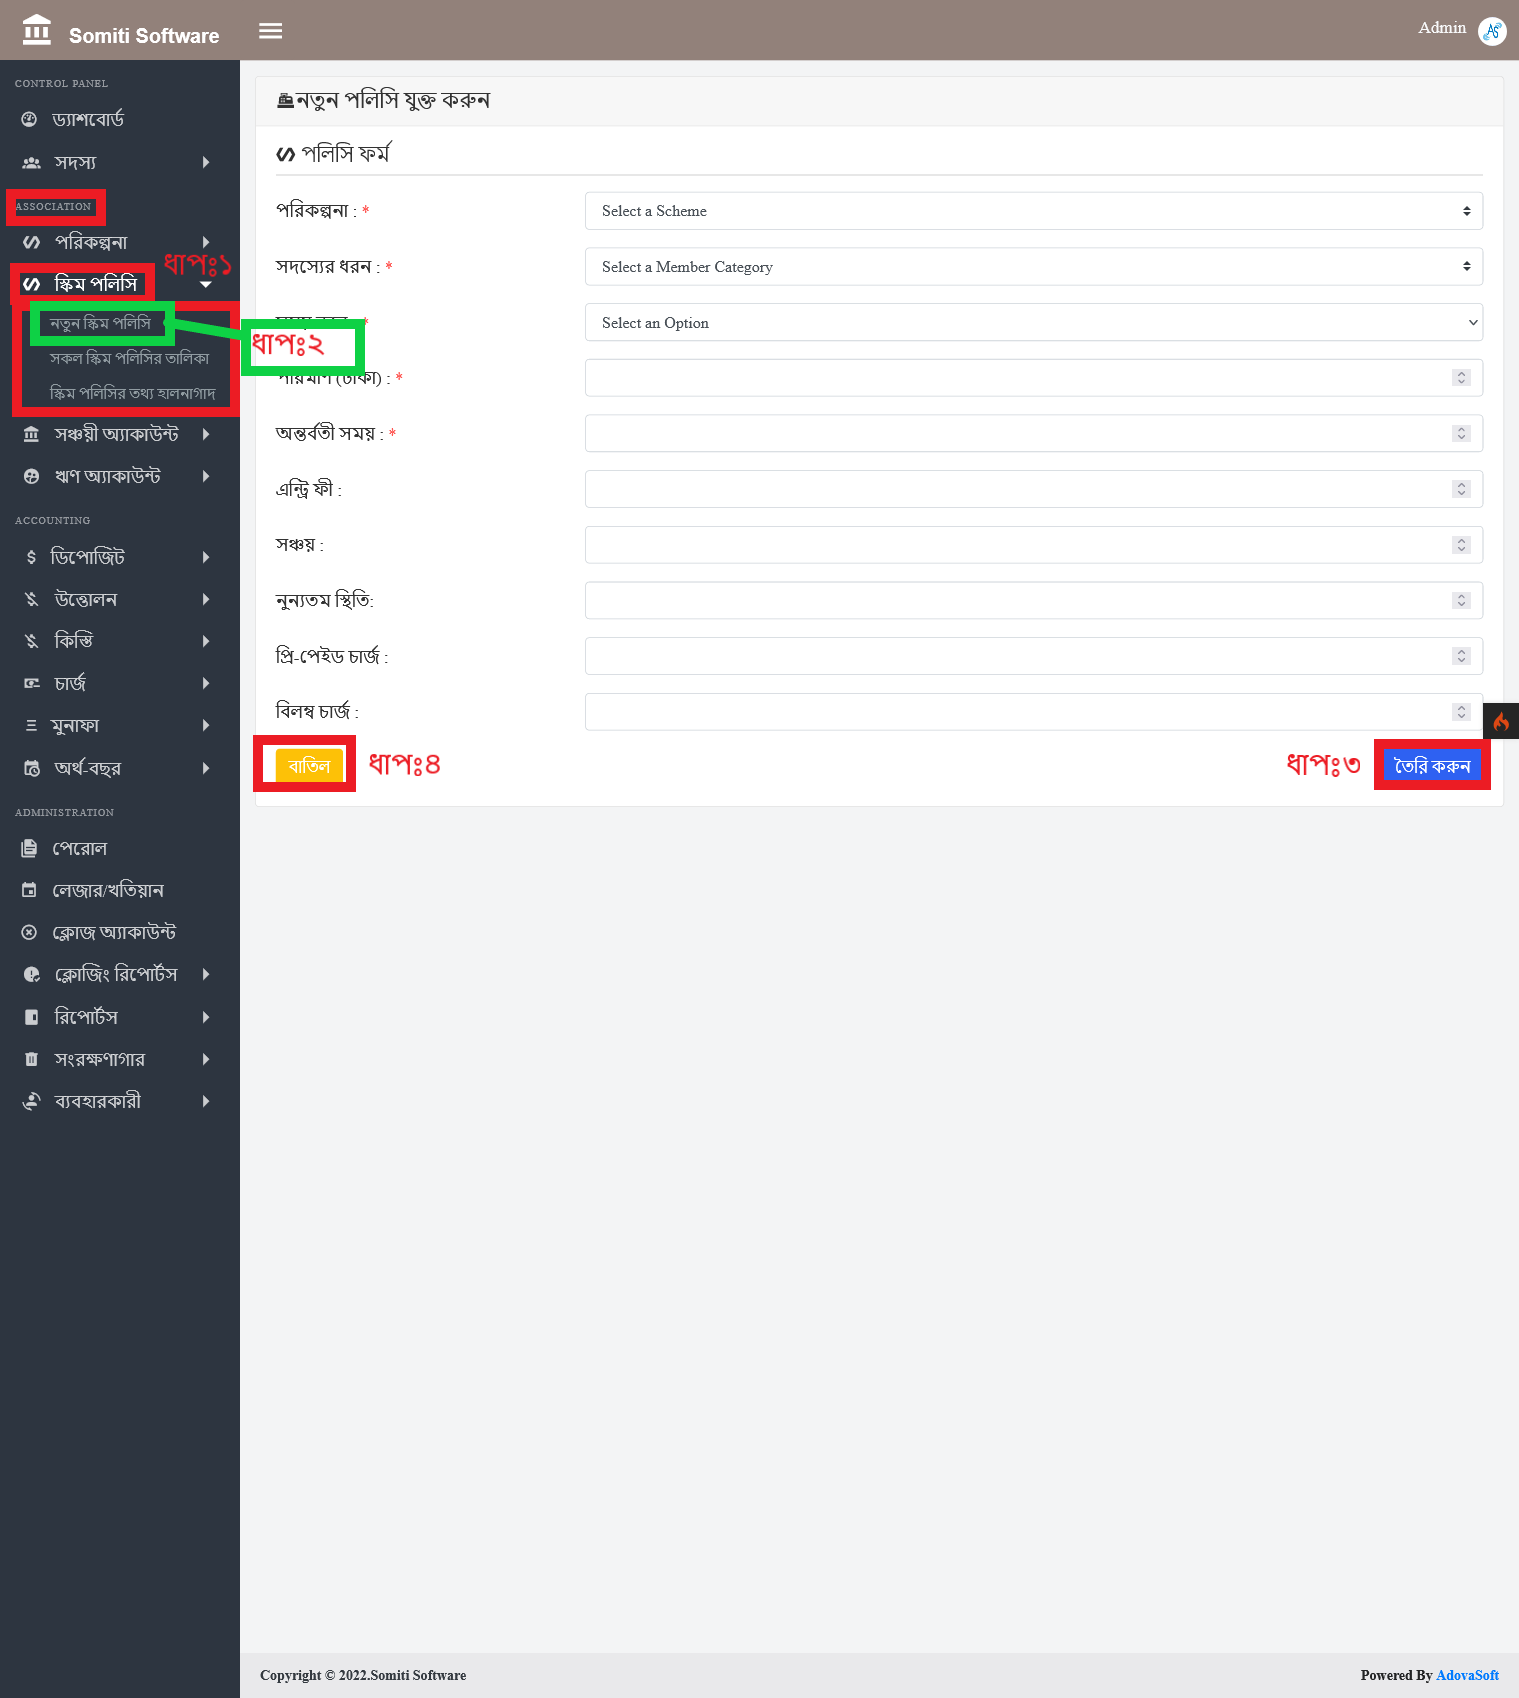 Somiti Software
Admin
CONTROL PANEL
ড্যাশবোর্ড
সদস্য
ASSOCIATION
পরিকল্পনা
ধাপঃ১
স্কিম পলিসি
নতুন স্কিম পলিসি
সকল স্কিম পলিসির তালিকা
স্কিম পলিসির তথ্য হালনাগাদ
সঞ্চয়ী অ্যাকাউন্ট
ঋণ অ্যাকাউন্ট
ACCOUNTING
ডিপোজিট
উত্তোলন
কিস্তি
চার্জ
মুনাফা
অর্থ-বছর
ADMINISTRATION
পেরোল
লেজার/খতিয়ান
ক্লোজ অ্যাকাউন্ট
ক্লোজিং রিপোর্টস
রিপোর্টস
সংরক্ষণাগার
ব্যবহারকারী
নতুন পলিসি যুক্ত করুন
পলিসি ফর্ম
পরিকল্পনা : * Select a Scheme
সদস্যের ধরন : * Select a Member Category
* Select an Option
ধাপঃ২
পরিমাণ (টাকা) : *
অন্তর্বতী সময় : *
এন্ট্রি ফী :
সঞ্চয় :
নুন্যতম স্থিতি:
প্রি-পেইড চার্জ :
বিলম্ব চার্জ :
বাতিল ধাপঃ৪ ধাপঃ৩ তৈরি করুন
Copyright © 2022.Somiti Software
Powered By AdovaSoft